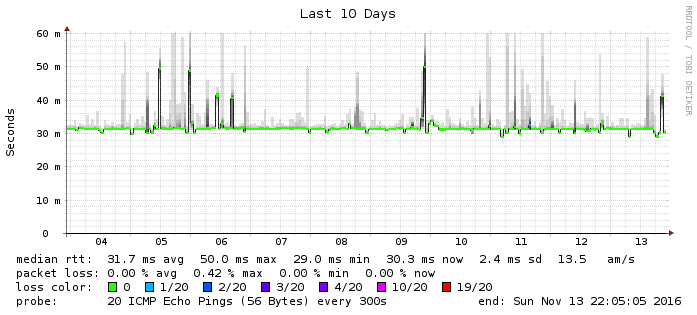 Last 10 Days
RRDTOOL / TOBI OETIKER
Seconds
60 m
50 m
40 m
30 m
20 m
10 m
0
04 05 06 07 08 09 10 11 12 13
median rtt: 31.7 ms avg 50.0 ms max 29.0 ms min 30.3 ms now 2.4 ms sd 13.5 am/s
packet loss: 0.00 % avg 0.42 % max 0.00 % min 0.00 % now
loss color: 0 1/20 2/20 3/20 4/20 10/20 19/20
probe: 20 ICMP Echo Pings (56 Bytes) every 300s end: Sun Nov 13 22:05:05 2016